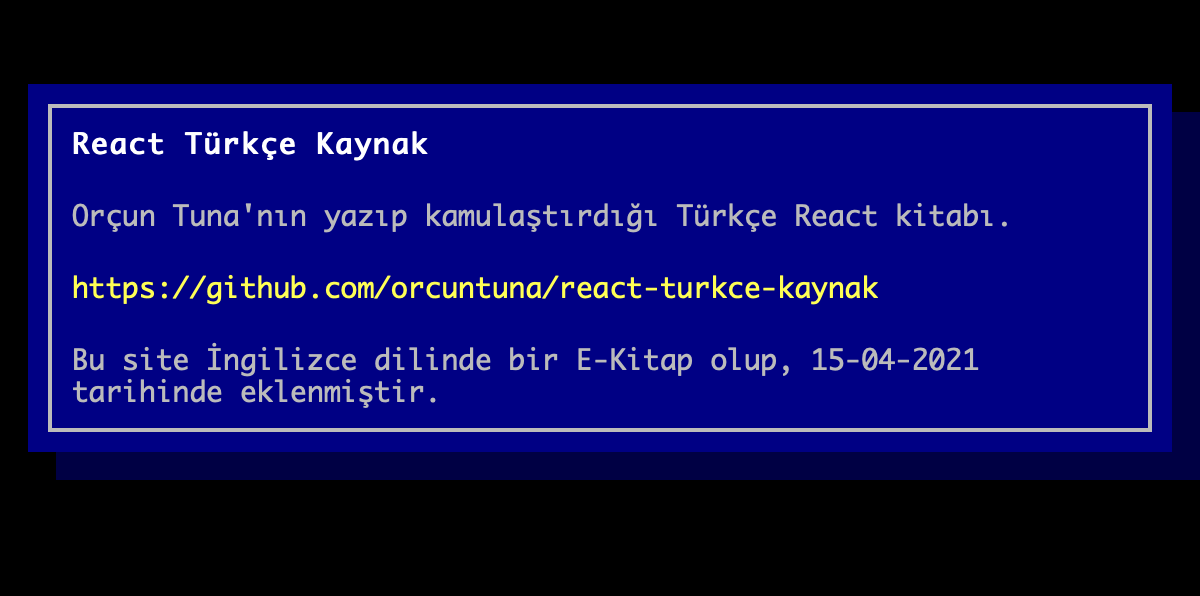 React Türkçe Kaynak
Orçun Tuna'nın yazıp kamulaştırdığı Türkçe React kitabı.
https://github.com/orcuntuna/react-turkce-kaynak
Bu site İngilizce dilinde bir E-Kitap olup, 15-04-2021
tarihinde eklenmiştir.